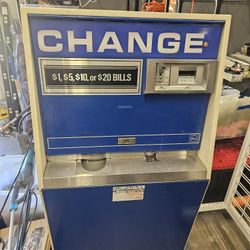 CHANGE
$1, $5, $10, or $20 BILLS